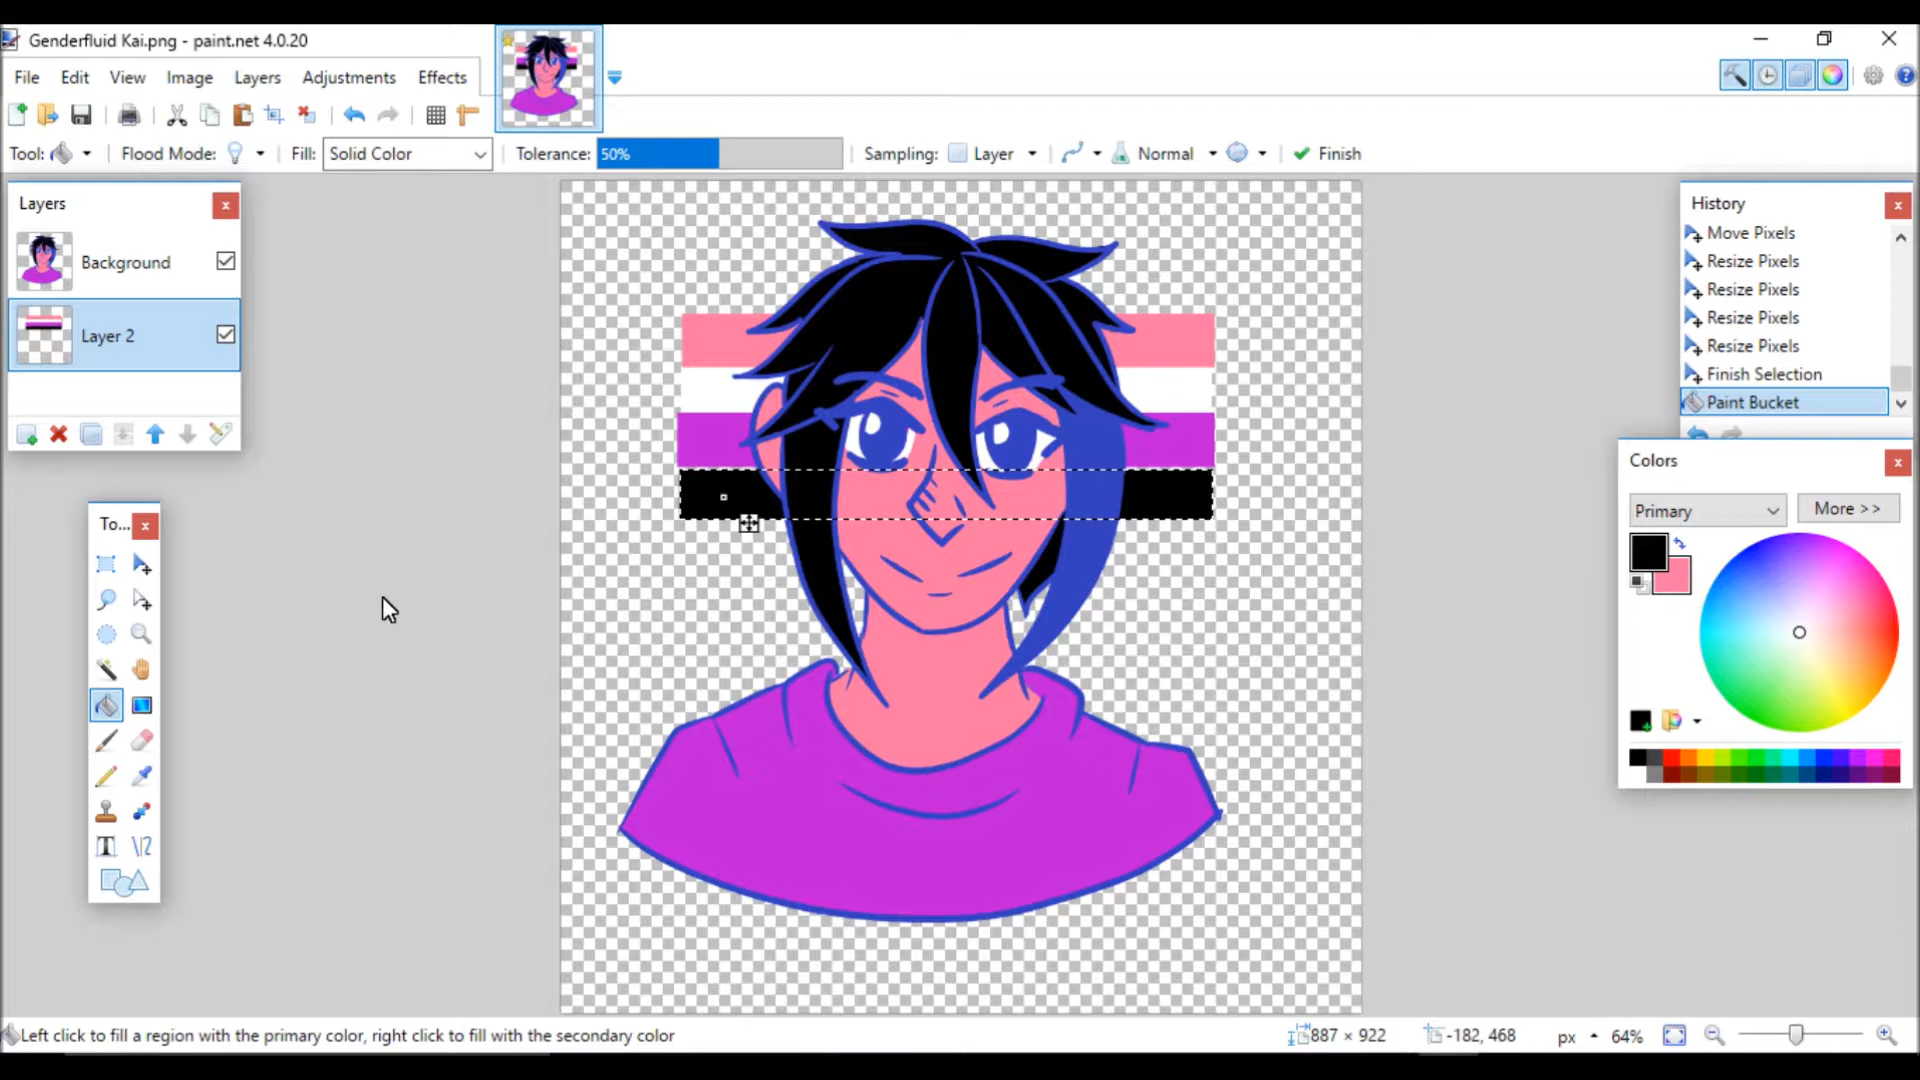 Genderfluid Kai.png - paint.net 4.0.20
File Edit View Image Layers Adjustments Effects
Tool: Flood Mode: Fill: Solid Color Tolerance: 50% Sampling: Layer Normal Finish
Layers
Background
Layer 2
To...
History
Move Pixels
Resize Pixels
Resize Pixels
Resize Pixels
Resize Pixels
Finish Selection
Paint Bucket
Colors
Primary More >>
Left click to fill a region with the primary color, right click to fill with the secondary color
887 × 922 -182, 468 px 64%